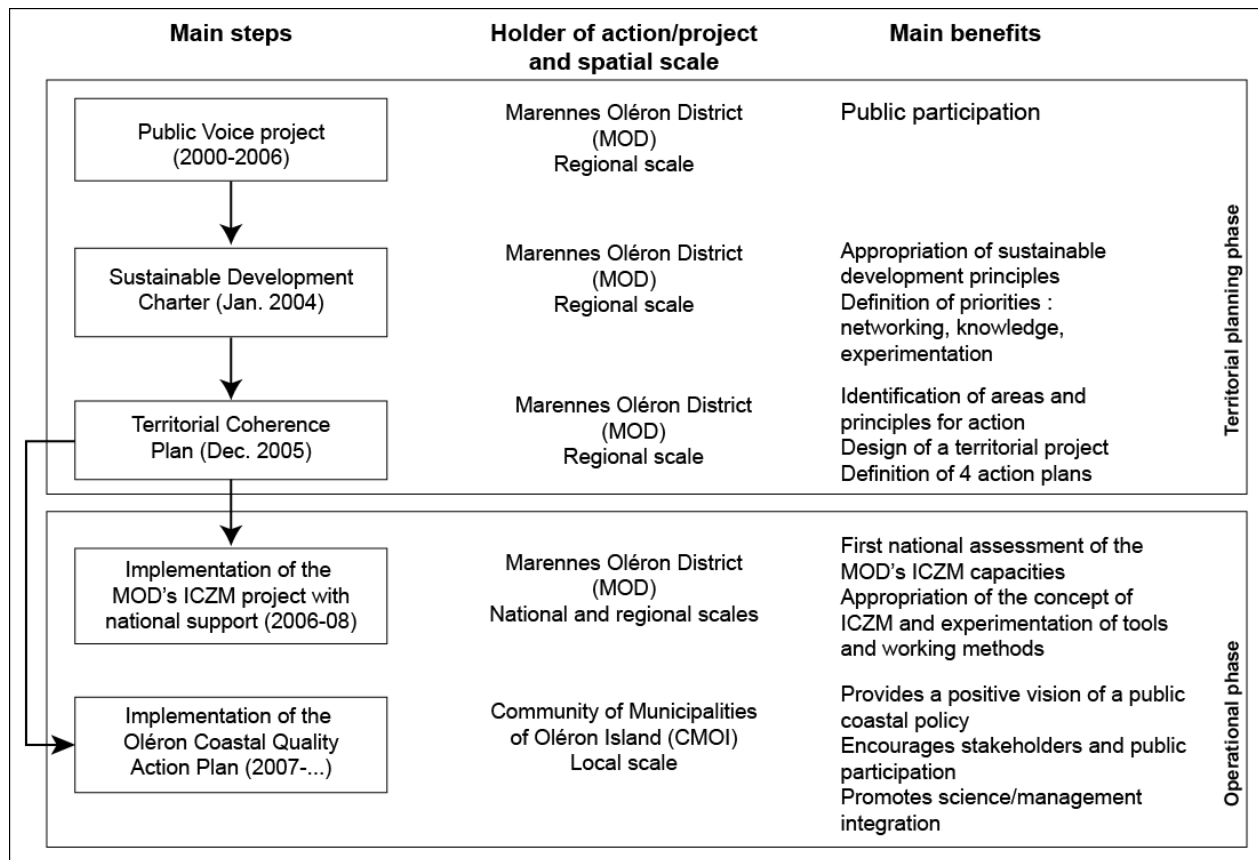 Main steps
Holder of action/project
and spatial scale
Main benefits
Public Voice project
(2000-2006)
Marennes Oléron District
(MOD)
Regional scale
Public participation
Sustainable Development
Charter (Jan. 2004)
Marennes Oléron District
(MOD)
Regional scale
Appropriation of sustainable
development principles
Definition of priorities :
networking, knowledge,
experimentation
Territorial Coherence
Plan (Dec. 2005)
Marennes Oléron District
(MOD)
Regional scale
Identification of areas and
principles for action
Design of a territorial project
Definition of 4 action plans
Territorial planning phase
Implementation of the
MOD's ICZM project with
national support (2006-08)
Marennes Oléron District
(MOD)
National and regional scales
First national assessment of the
MOD's ICZM capacities
Appropriation of the concept of
ICZM and experimentation of tools
and working methods
Implementation of the
Oléron Coastal Quality
Action Plan (2007-...)
Community of Municipalities
of Oléron Island (CMOI)
Local scale
Provides a positive vision of a public
coastal policy
Encourages stakeholders and public
participation
Promotes science/management
integration
Operational phase